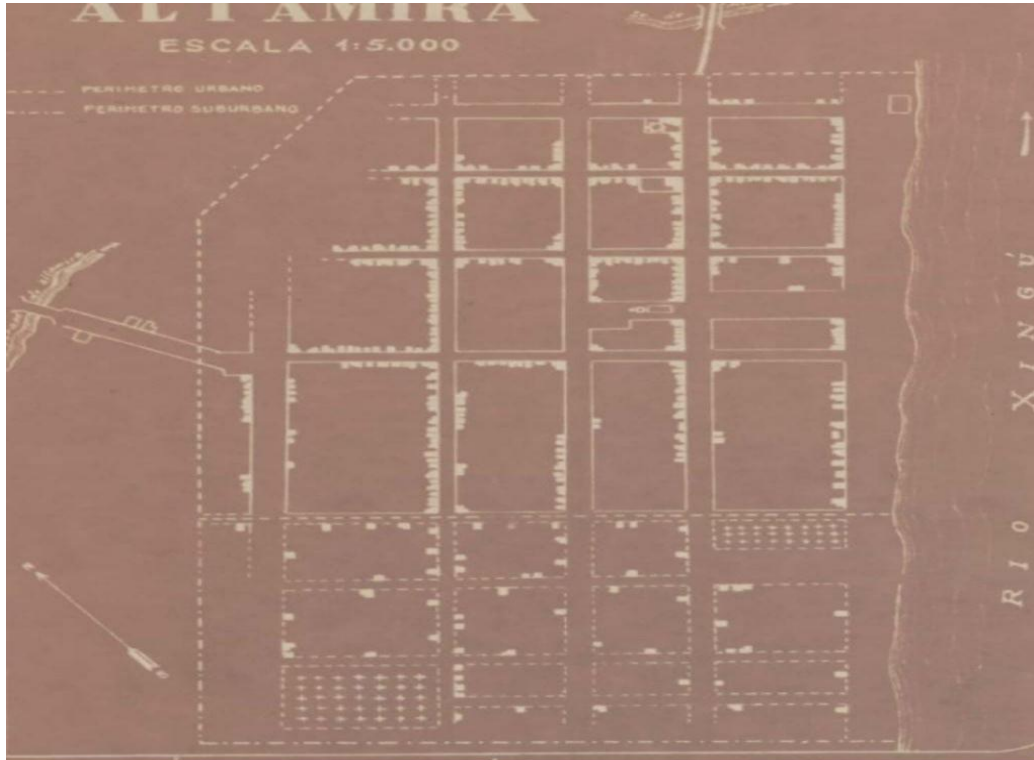 ALTAMIRA
ESCALA 1:5.000
PERIMETRO URBANO
PERIMETRO SUBURBANO
RIO XINGÚ